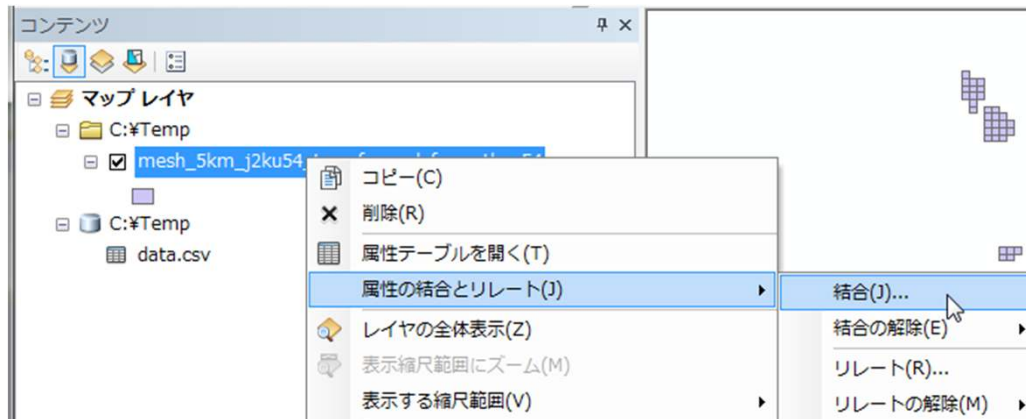 コンテンツ
マップ レイヤ
C:¥Temp
mesh_5km_j2ku54_
C:¥Temp
data.csv
コピー(C)
削除(R)
属性テーブルを開く(T)
属性の結合とリレート(J)
レイヤの全体表示(Z)
表示縮尺範囲にズーム(M)
表示する縮尺範囲(V)
結合(J)...
結合の解除(E)
リレート(R)...
リレートの解除(M)